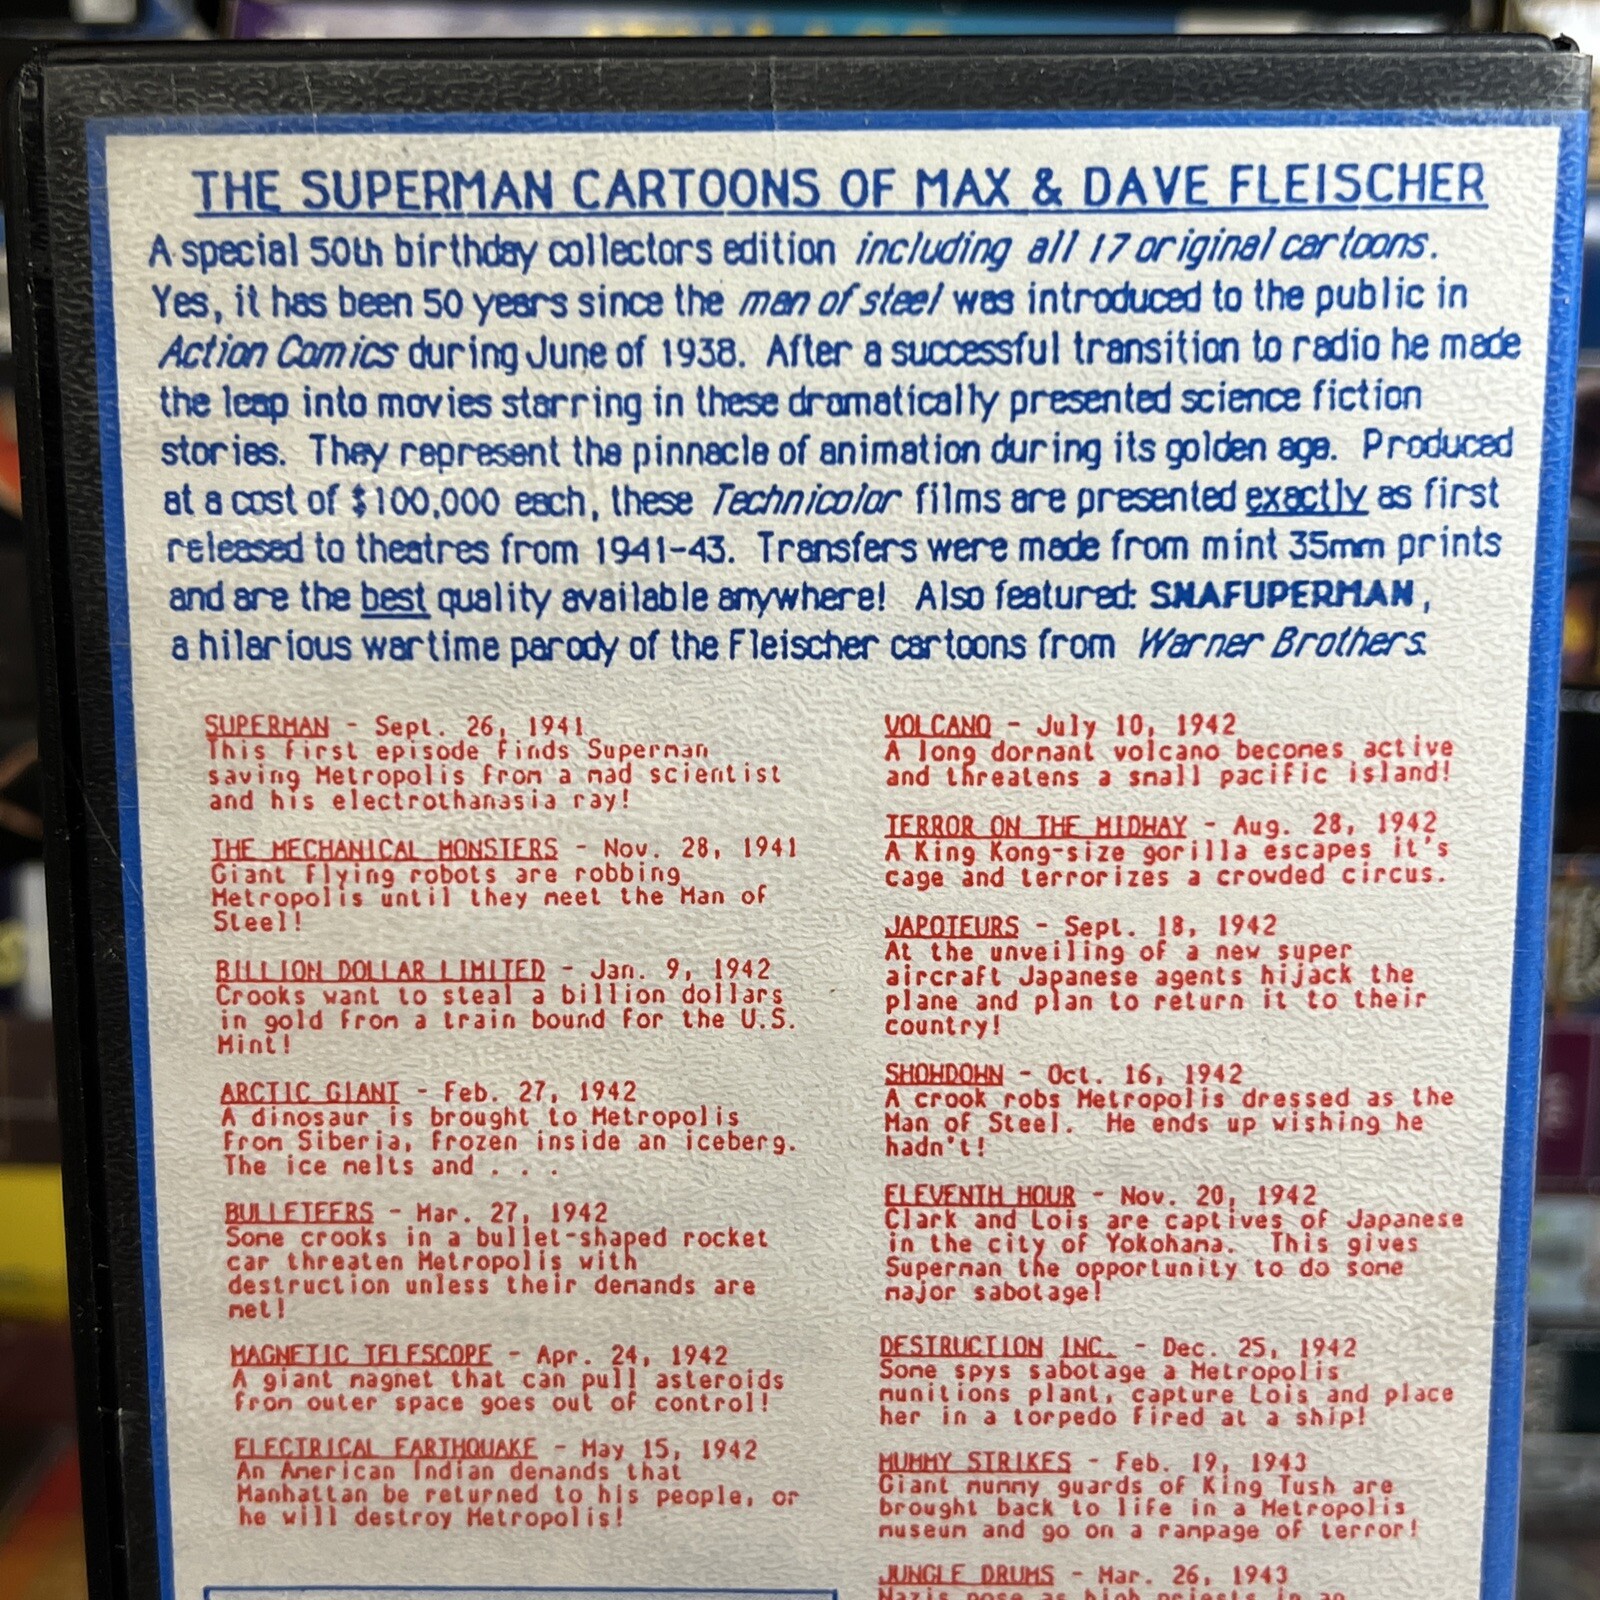 THE SUPERMAN CARTOONS OF MAX & DAVE FLEISCHER
A special 50th birthday collectors edition including all 17 original cartoons.
Yes, it has been 50 years since the man of steel was introduced to the public in
Action Comics during June of 1938. After a successful transition to radio he made
the leap into movies starring in these dramatically presented science fiction
stories. They represent the pinnacle of animation during its golden age. Produced
at a cost of $100,000 each, these Technicolor films are presented exactly as first
released to theatres from 1941-43. Transfers were made from mint 35mm prints
and are the best quality available anywhere! Also featured: SNAFUPERMAN,
a hilarious wartime parody of the Fleischer cartoons from Warner Brothers.
SUPERMAN - Sept. 26, 1941
This first episode finds Superman
saving Metropolis from a mad scientist
and his electrothanasia ray!
THE MECHANICAL MONSTERS - Nov. 28, 1941
Giant flying robots are robbing
Metropolis until they meet the Man of
Steel!
BILLION DOLLAR LIMITED - Jan. 9, 1942
Crooks want to steal a billion dollars
in gold from a train bound for the U.S.
Mint!
ARCTIC GIANT - Feb. 27, 1942
A dinosaur is brought to Metropolis
from Siberia, frozen inside an iceberg.
The ice melts and . . .
BULLETEERS - Mar. 27, 1942
Some crooks in a bullet-shaped rocket
car threaten Metropolis with
destruction unless their demands are
met!
MAGNETIC TELESCOPE - Apr. 24, 1942
A giant magnet that can pull asteroids
from outer space goes out of control!
ELECTRICAL EARTHQUAKE - May 15, 1942
An American Indian demands that
Manhattan be returned to his people, or
he will destroy Metropolis!
VOLCANO - July 10, 1942
A long dormant volcano becomes active
and threatens a small pacific island!
TERROR ON THE MIDWAY - Aug. 28, 1942
A King Kong-size gorilla escapes it's
cage and terrorizes a crowded circus.
JAPOTEURS - Sept. 18, 1942
At the unveiling of a new super
aircraft Japanese agents hijack the
plane and plan to return it to their
country!
SHOWDOWN - Oct. 16, 1942
A crook robs Metropolis dressed as the
Man of Steel. He ends up wishing he
hadn't!
ELEVENTH HOUR - Nov. 20, 1942
Clark and Lois are captives of Japanese
in the city of Yokohama. This gives
Superman the opportunity to do some
major sabotage!
DESTRUCTION INC. - Dec. 25, 1942
Some spys sabotage a Metropolis
munitions plant, capture Lois and place
her in a torpedo fired at a ship!
MUMMY STRIKES - Feb. 19, 1943
Giant mummy guards of King Tush are
brought back to life in a Metropolis
museum and go on a rampage of terror!
JUNGLE DRUMS - Mar. 26, 1943
Nazis pose as high priests in an